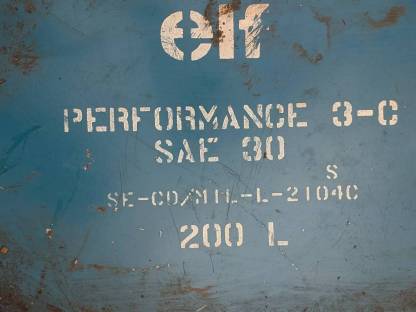 elf
PERFORMANCE 3-C
SAE 30
S
SE-CD/MIL-L-2104C
200 L